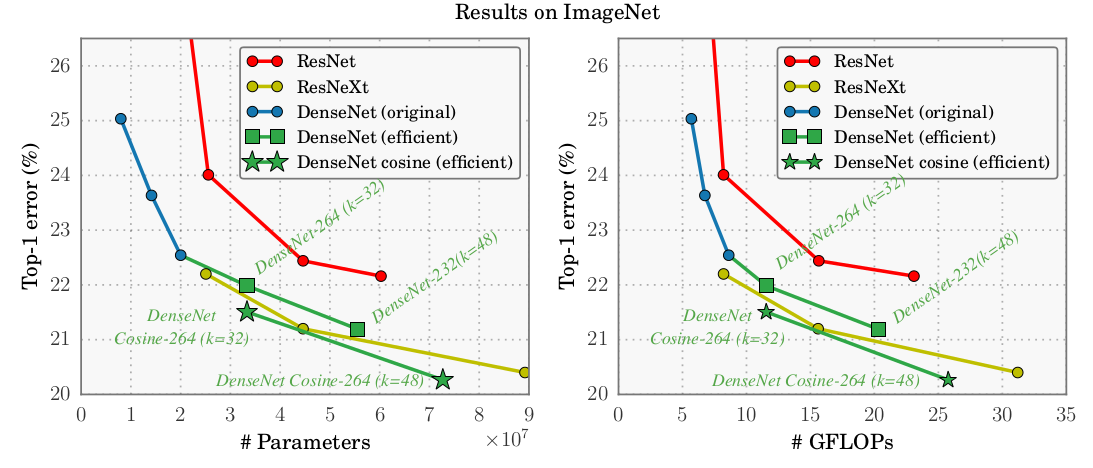 Results on ImageNet
Top-1 error (%)
26
25
24
23
22
21
20
ResNet
ResNeXt
DenseNet (original)
DenseNet (efficient)
DenseNet cosine (efficient)
DenseNet-264 (k=32)
DenseNet-232(k=48)
DenseNet
Cosine-264 (k=32)
DenseNet Cosine-264 (k=48)
0 1 2 3 4 5 6 7 8 9
# Parameters
×10⁷
Top-1 error (%)
26
25
24
23
22
21
20
ResNet
ResNeXt
DenseNet (original)
DenseNet (efficient)
DenseNet cosine (efficient)
DenseNet-264 (k=32)
DenseNet-232(k=48)
DenseNet
Cosine-264 (k=32)
DenseNet Cosine-264 (k=48)
0 5 10 15 20 25 30 35
# GFLOPs